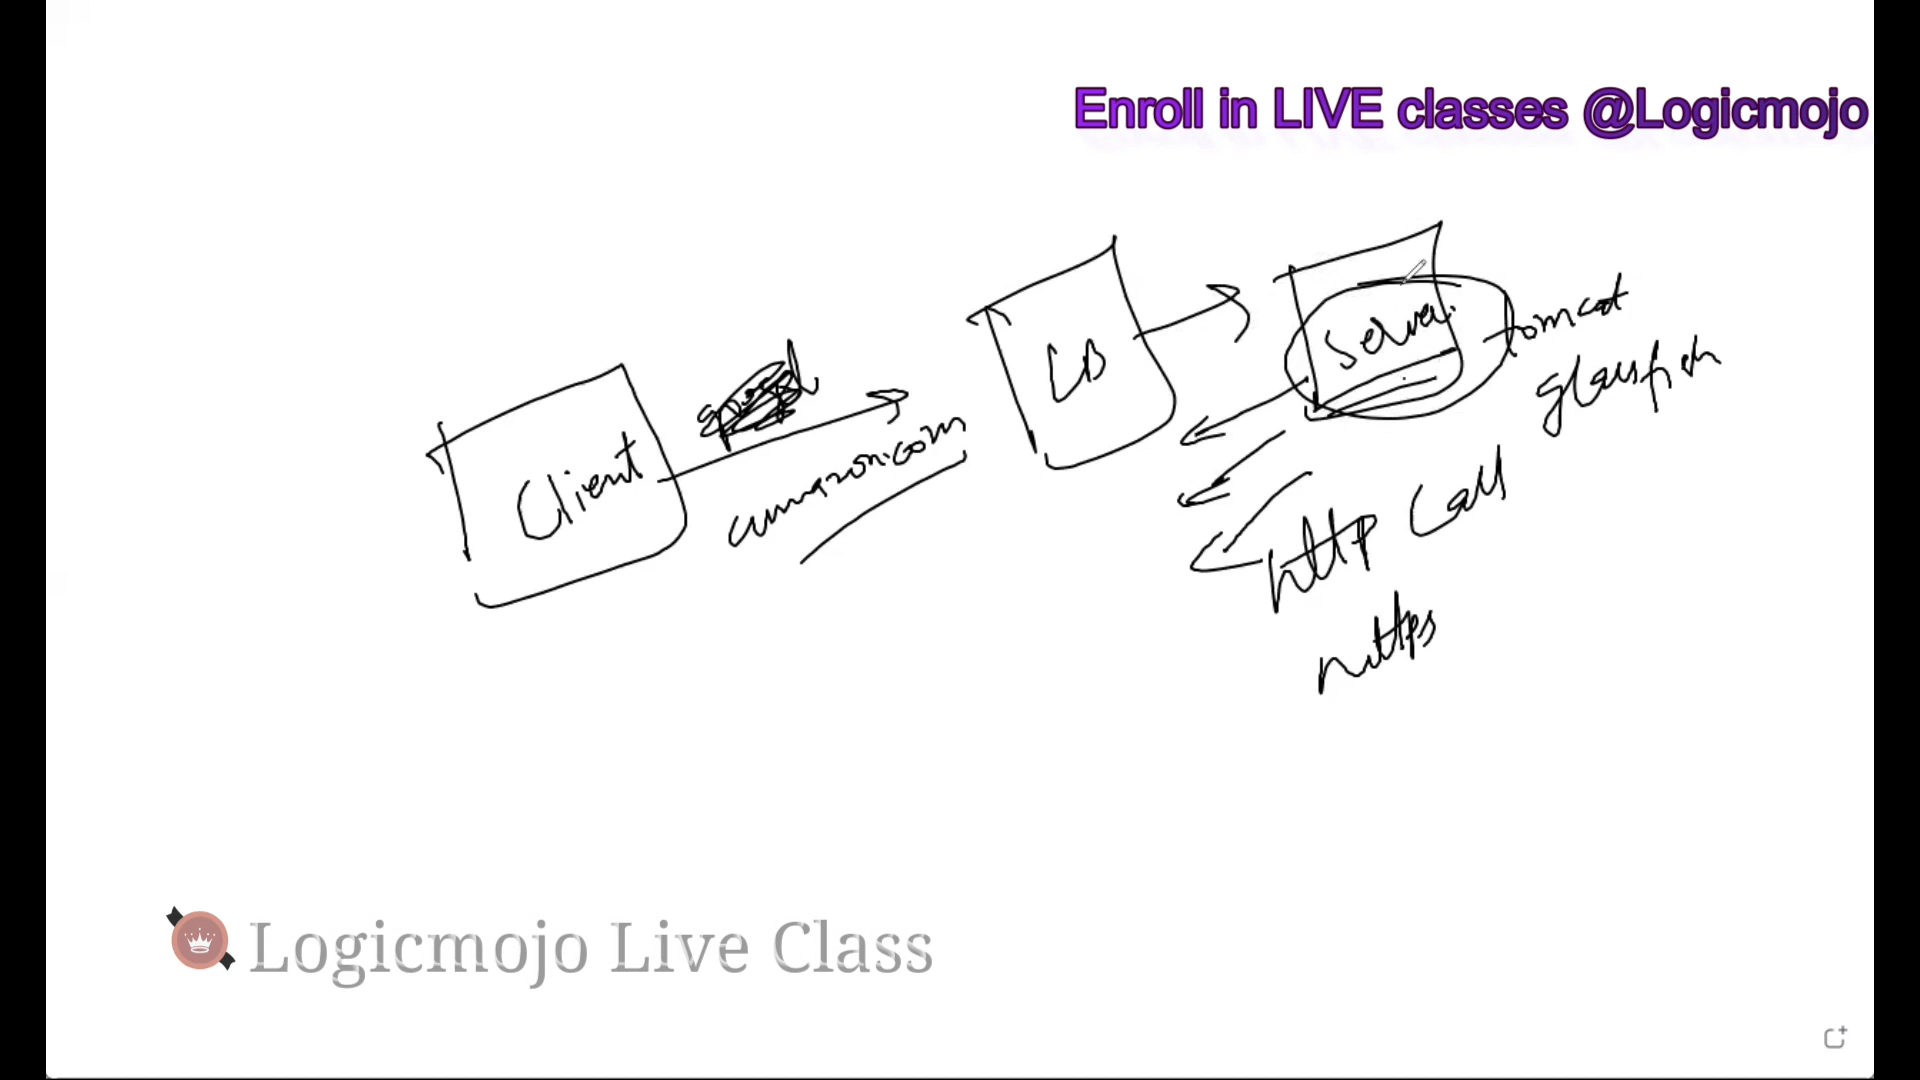 Enroll in LIVE classes @Logicmojo
Client
amazon.com
LB
Server
tomcat
glassfish
http Call
https
Logicmojo Live Class